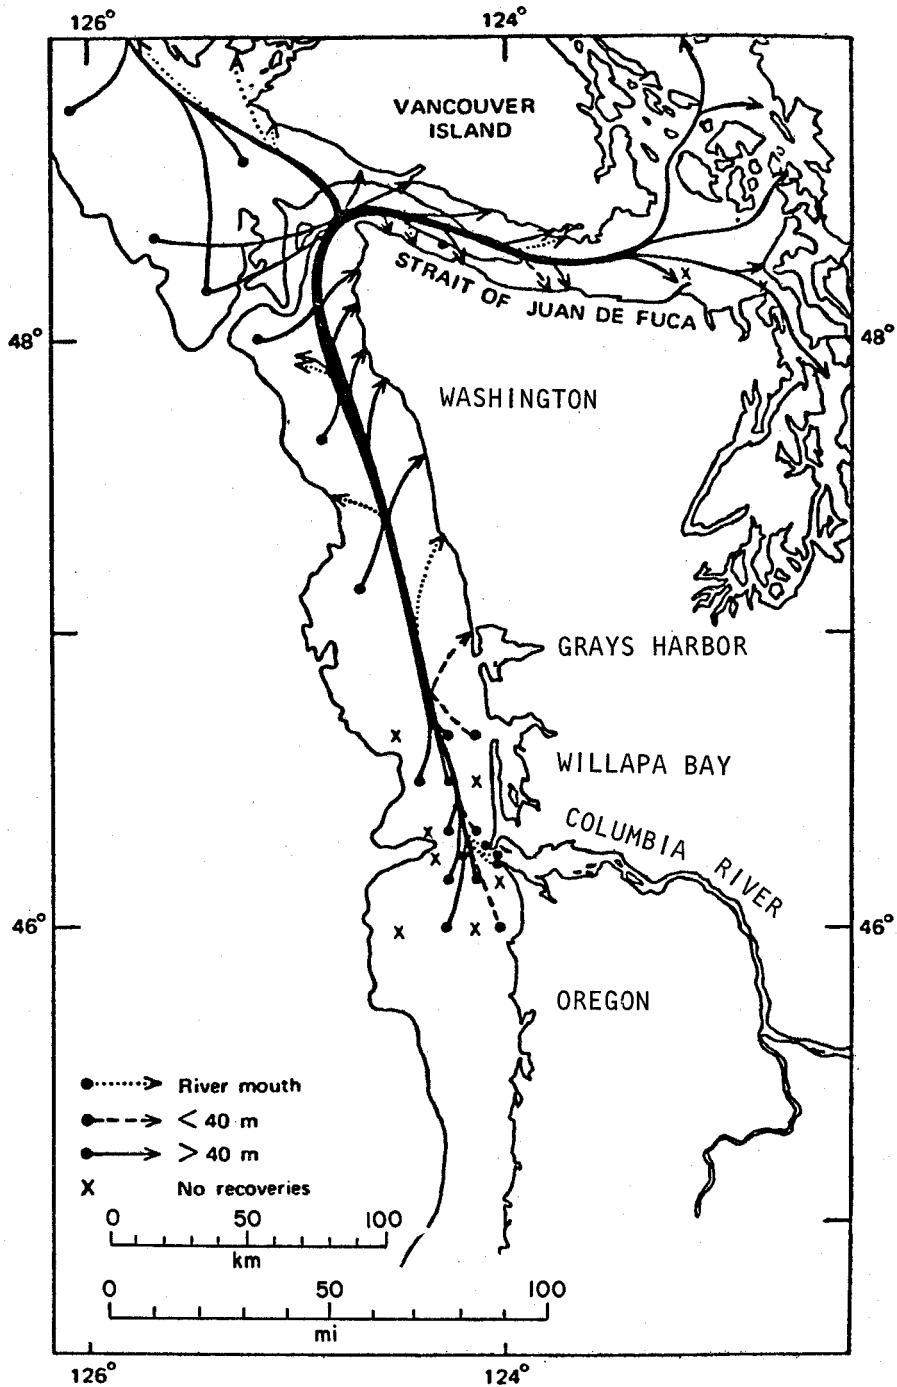 126° 124°
VANCOUVER
ISLAND
STRAIT OF JUAN DE FUCA
48° 48°
WASHINGTON
GRAYS HARBOR
WILLAPA BAY
COLUMBIA RIVER
46° 46°
OREGON
River mouth
< 40 m
> 40 m
X No recoveries
0 50 100
km
0 50 100
mi
126° 124°